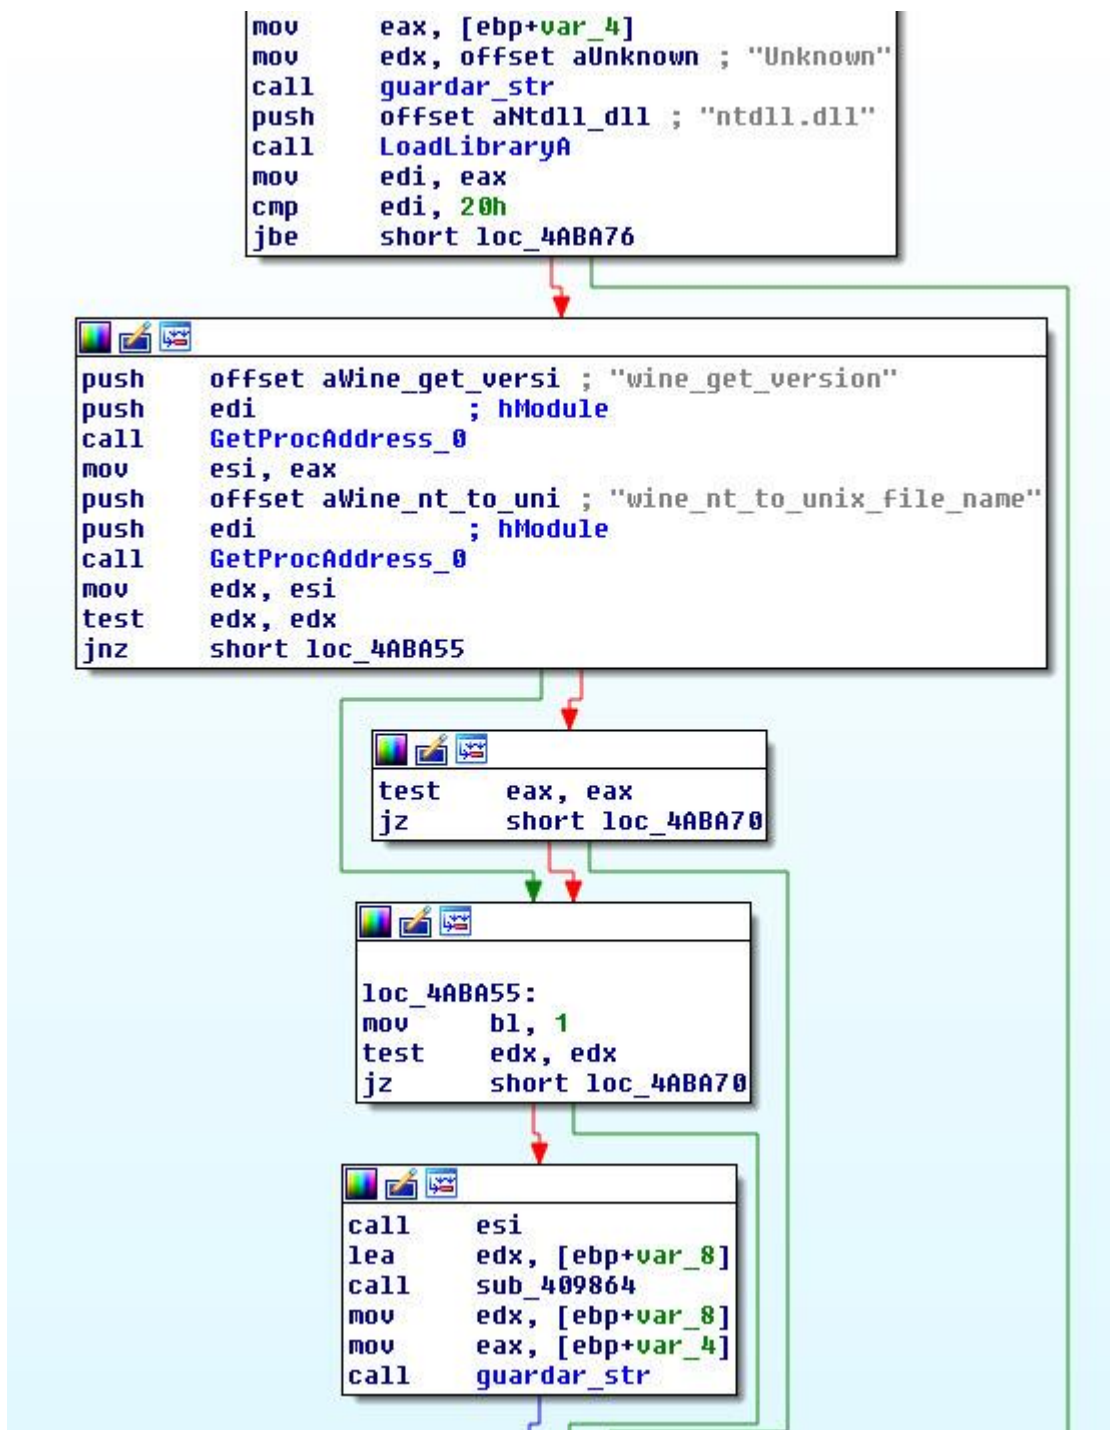 mov eax, [ebp+var_4]
mov edx, offset aUnknown ; "Unknown"
call guardar_str
push offset aNtdll_dll ; "ntdll.dll"
call LoadLibraryA
mov edi, eax
cmp edi, 20h
jbe short loc_4ABA76
push offset aWine_get_versi ; "wine_get_version"
push edi ; hModule
call GetProcAddress_0
mov esi, eax
push offset aWine_nt_to_uni ; "wine_nt_to_unix_file_name"
push edi ; hModule
call GetProcAddress_0
mov edx, esi
test edx, edx
jnz short loc_4ABA55
test eax, eax
jz short loc_4ABA70
loc_4ABA55:
mov bl, 1
test edx, edx
jz short loc_4ABA70
call esi
lea edx, [ebp+var_8]
call sub_409864
mov edx, [ebp+var_8]
mov eax, [ebp+var_4]
call guardar_str